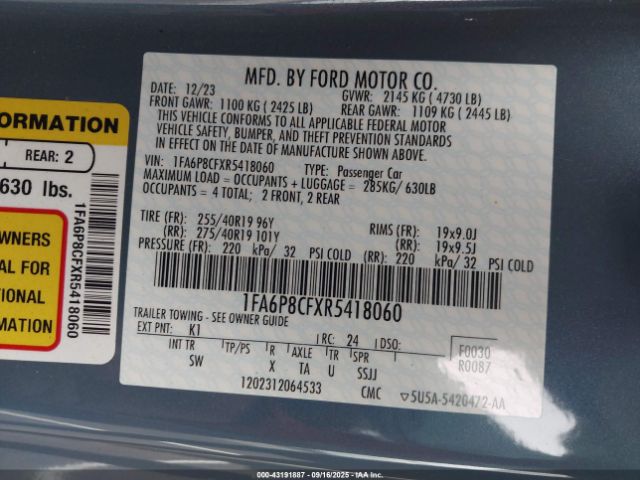 ORMATION
REAR: 2
630 lbs.
WNERS
AL FOR
TIONAL
MATION
1FA6P8CFXR5418060
MFD. BY FORD MOTOR CO.
DATE: 12/23 GVWR: 2145 KG ( 4730 LB)
FRONT GAWR: 1100 KG ( 2425 LB) REAR GAWR: 1109 KG ( 2445 LB)
THIS VEHICLE CONFORMS TO ALL APPLICABLE FEDERAL MOTOR
VEHICLE SAFETY, BUMPER, AND THEFT PREVENTION STANDARDS
IN EFFECT ON THE DATE OF MANUFACTURE SHOWN ABOVE.
VIN: 1FA6P8CFXR5418060 TYPE: Passenger Car
MAXIMUM LOAD = OCCUPANTS + LUGGAGE = 285KG/ 630LB
OCCUPANTS = 4 TOTAL; 2 FRONT, 2 REAR
TIRE (FR): 255/40R19 96Y RIMS (FR): 19x9.0J
(RR): 275/40R19 101Y (RR): 19x9.5J
PRESSURE (FR): 220 kPa/ 32 PSI COLD (RR): 220 kPa/ 32 PSI COLD
1FA6P8CFXR5418060
TRAILER TOWING - SEE OWNER GUIDE
EXT PNT: K1 RC: 24 DSO: F0030
INT TR TP/PS R AXLE TR SPR R0087
SW X TA U SSJJ
1202312064533 CMC ▽5U5A-5420472-AA
000-43191887 - 09/16/2025 - IAAI.COM